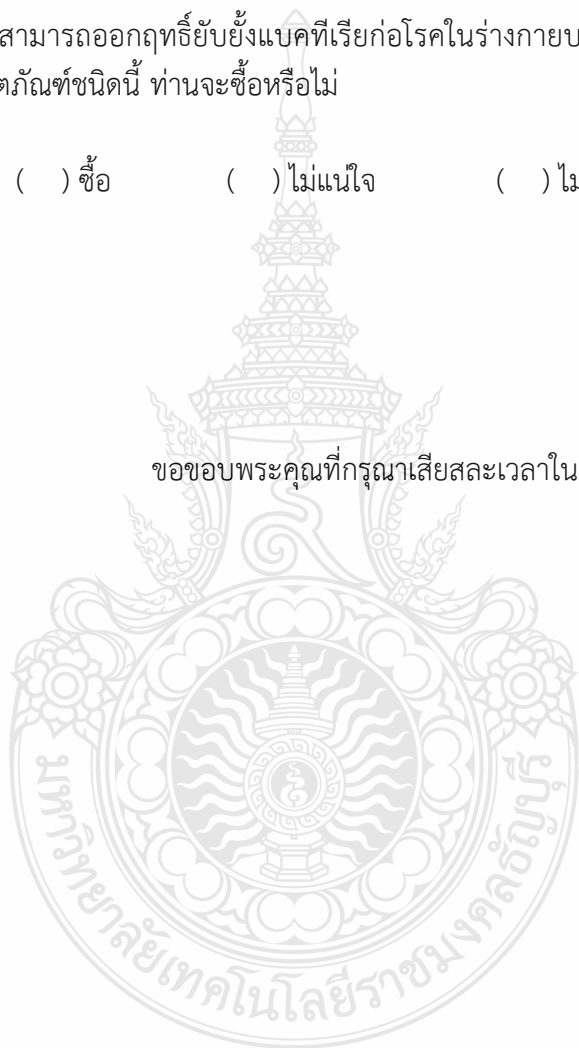 สามารถออกฤทธิ์ยับยั้งแบคทีเรียก่อโรคในร่างกายบ
ตภัณฑ์ชนิดนี้ ท่านจะซื้อหรือไม่
( ) ซื้อ ( ) ไม่แน่ใจ ( ) ไม
ขอขอบพระคุณที่กรุณาเสียสละเวลาใน
มหาวิทยาลัยเทคโนโลยีราชมงคลธัญบุรี